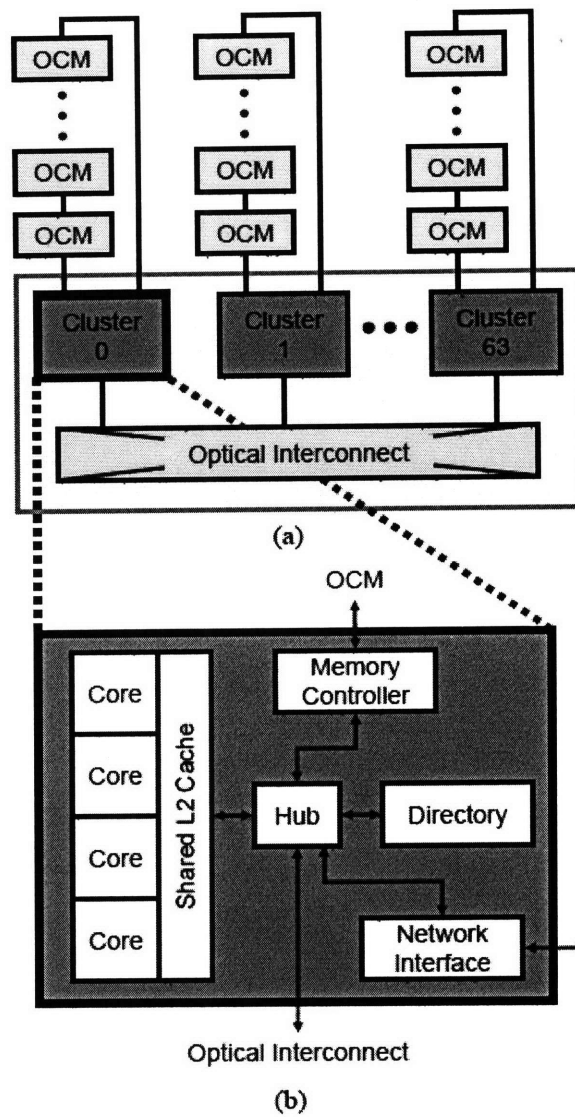 OCM OCM OCM
OCM OCM OCM
OCM OCM OCM
Cluster 0
Cluster 1
Cluster 63
Optical Interconnect
(a)
OCM
Memory
Controller
Core
Core
Core
Core
Shared L2 Cache
Hub
Directory
Network
Interface
Optical Interconnect
(b)